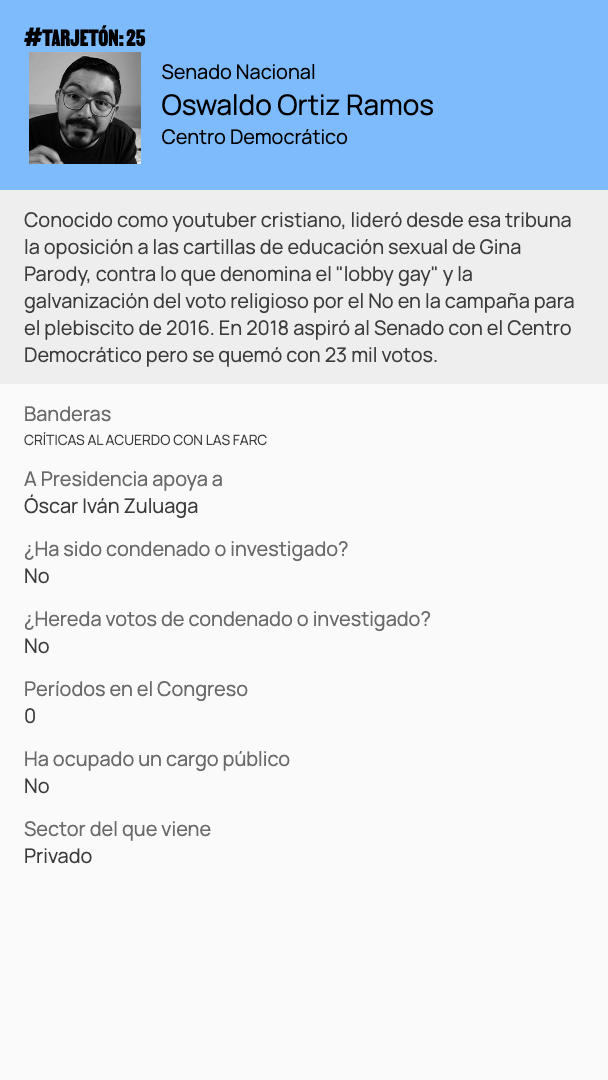 #TARJETÓN: 25
Senado Nacional
Oswaldo Ortiz Ramos
Centro Democrático
Conocido como youtuber cristiano, lideró desde esa tribuna
la oposición a las cartillas de educación sexual de Gina
Parody, contra lo que denomina el "lobby gay" y la
galvanización del voto religioso por el No en la campaña para
el plebiscito de 2016. En 2018 aspiró al Senado con el Centro
Democrático pero se quemó con 23 mil votos.
Banderas
CRÍTICAS AL ACUERDO CON LAS FARC
A Presidencia apoya a
Óscar Iván Zuluaga
¿Ha sido condenado o investigado?
No
¿Hereda votos de condenado o investigado?
No
Períodos en el Congreso
0
Ha ocupado un cargo público
No
Sector del que viene
Privado